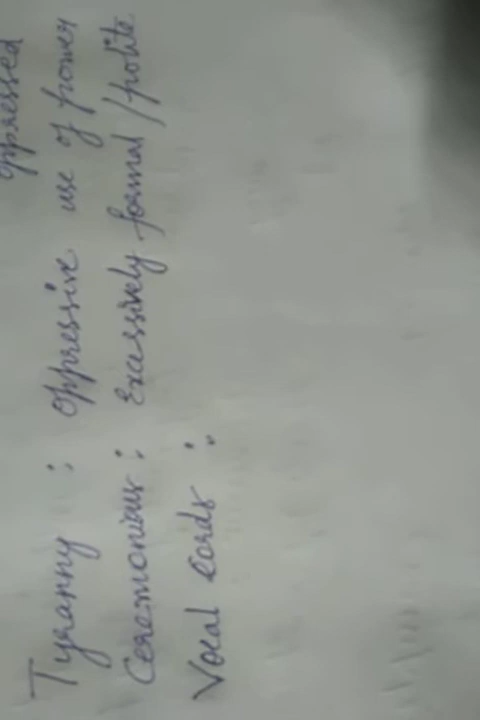 oppressed
Tyranny : oppressive use of power
Ceremonious : Excessively formal / polite
Vocal Cords :